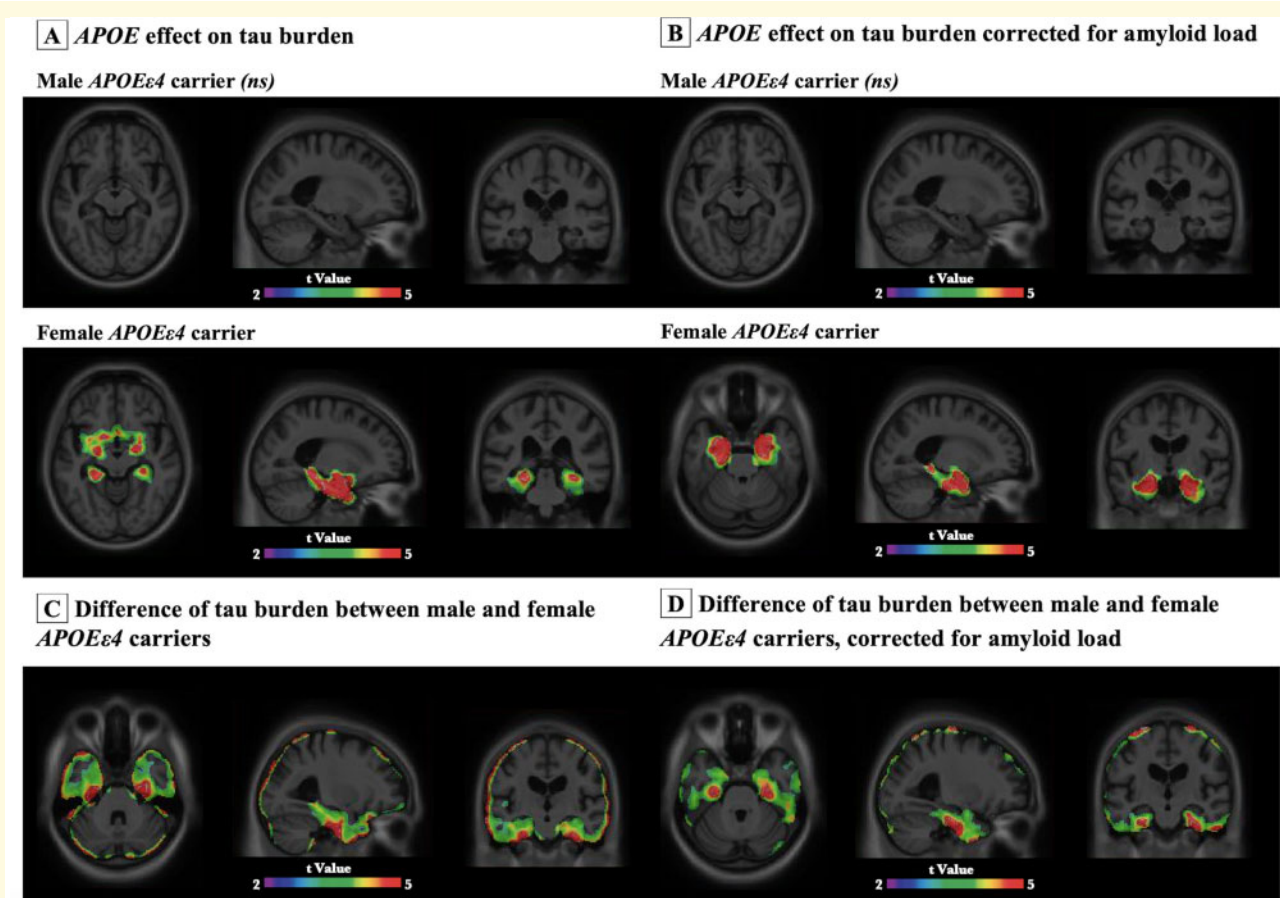 A APOE effect on tau burden
Male APOEε4 carrier (ns)
t Value
2 5
Female APOEε4 carrier
t Value
2 5
B APOE effect on tau burden corrected for amyloid load
Male APOEε4 carrier (ns)
t Value
2 5
Female APOEε4 carrier
t Value
2 5
C Difference of tau burden between male and female
APOEε4 carriers
t Value
2 5
D Difference of tau burden between male and female
APOEε4 carriers, corrected for amyloid load
t Value
2 5